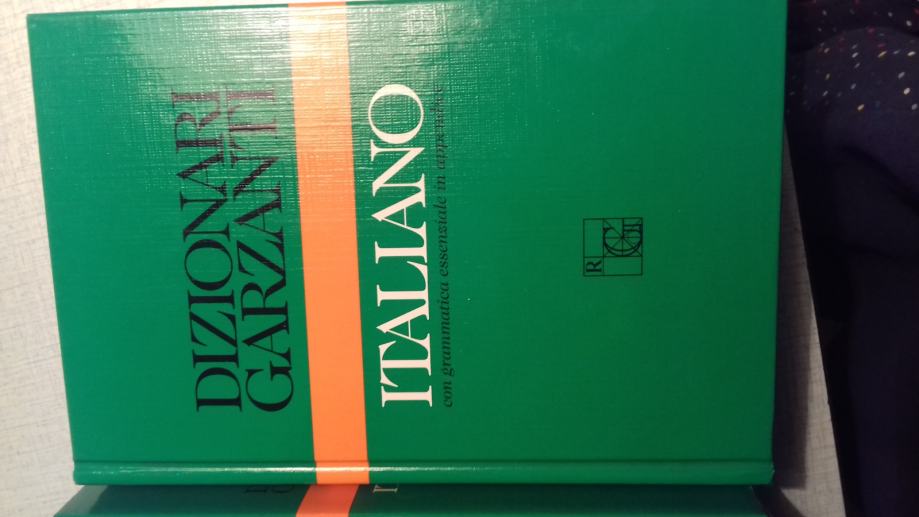 DIZIONARI
GARZANTI
ITALIANO
con grammatica essenziale in appendice
R